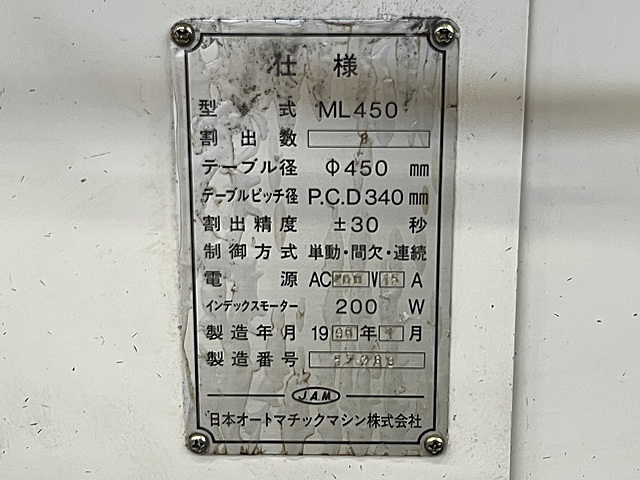 仕様
型式 ML450
割出数 8
テーブル径 Φ450 mm
テーブルピッチ径 P.C.D340mm
割出精度 ±30 秒
制御方式 単動・間欠・連続
電源 AC200V15A
インデックスモーター 200 W
製造年月 19 年 月
製造番号
J.A.M
日本オートマチックマシン株式会社